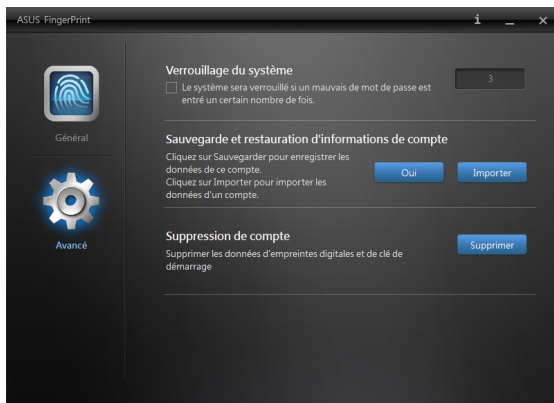 ASUS FingerPrint
Général
Avancé
Verrouillage du système
Le système sera verrouillé si un mauvais de mot de passe est
entré un certain nombre de fois.
3
Sauvegarde et restauration d'informations de compte
Cliquez sur Sauvegarder pour enregistrer les
données de ce compte.
Cliquez sur Importer pour importer les
données d'un compte.
Oui
Importer
Suppression de compte
Supprimer les données d'empreintes digitales et de clé de
démarrage
Supprimer